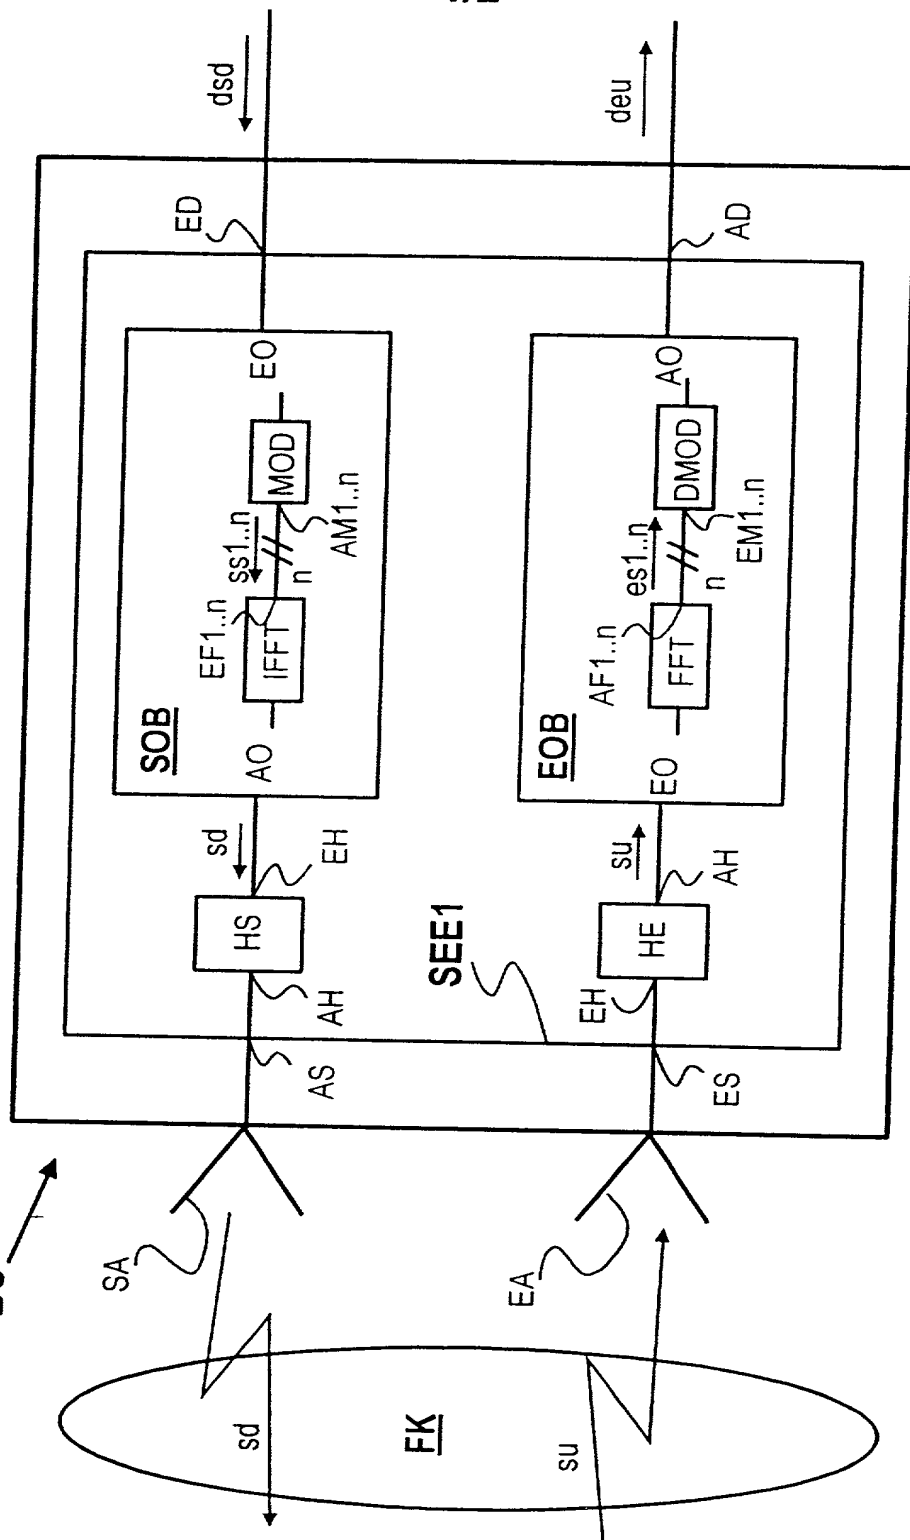 dsd
deu
ED
AD
EO
AO
MOD
DMOD
ss1..n
AM1..n
n
es1..n
EM1..n
n
EF1..n
IFFT
AF1..n
FFT
SOB
AO
EOB
EO
sd
EH
su
AH
HS
HE
SEE1
AH
EH
AS
ES
SA
EA
sd
FK
su